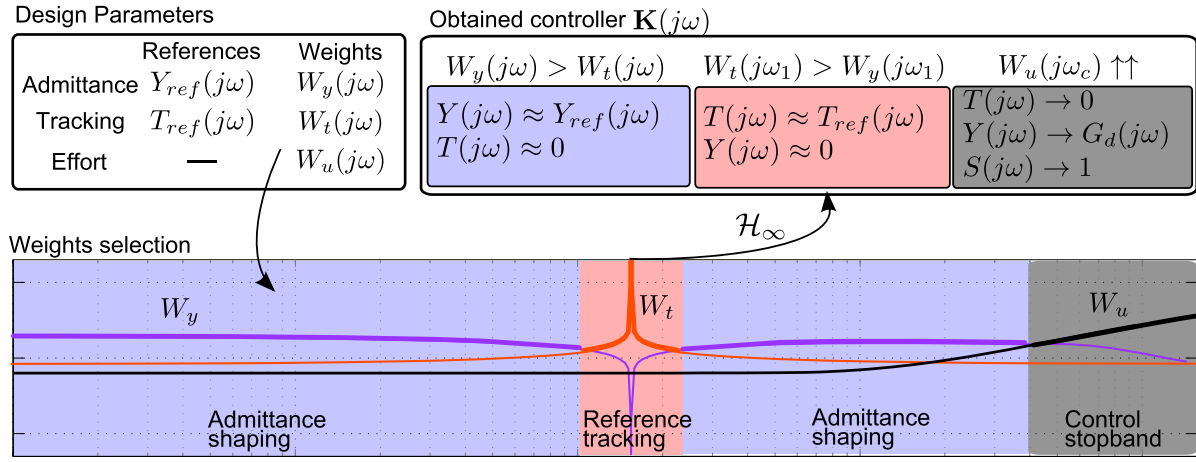 Design Parameters
References Weights
Admittance Y_{ref}(jω) W_y(jω)
Tracking T_{ref}(jω) W_t(jω)
Effort — W_u(jω)
Obtained controller K(jω)
W_y(jω) > W_t(jω) W_t(jω_1) > W_y(jω_1) W_u(jω_c) ↑↑
Y(jω) ≈ Y_{ref}(jω)
T(jω) ≈ 0
T(jω) ≈ T_{ref}(jω)
Y(jω) ≈ 0
T(jω) → 0
Y(jω) → G_d(jω)
S(jω) → 1
ℋ_∞
Weights selection
W_y W_t W_u
Admittance
shaping
Reference
tracking
Admittance
shaping
Control
stopband